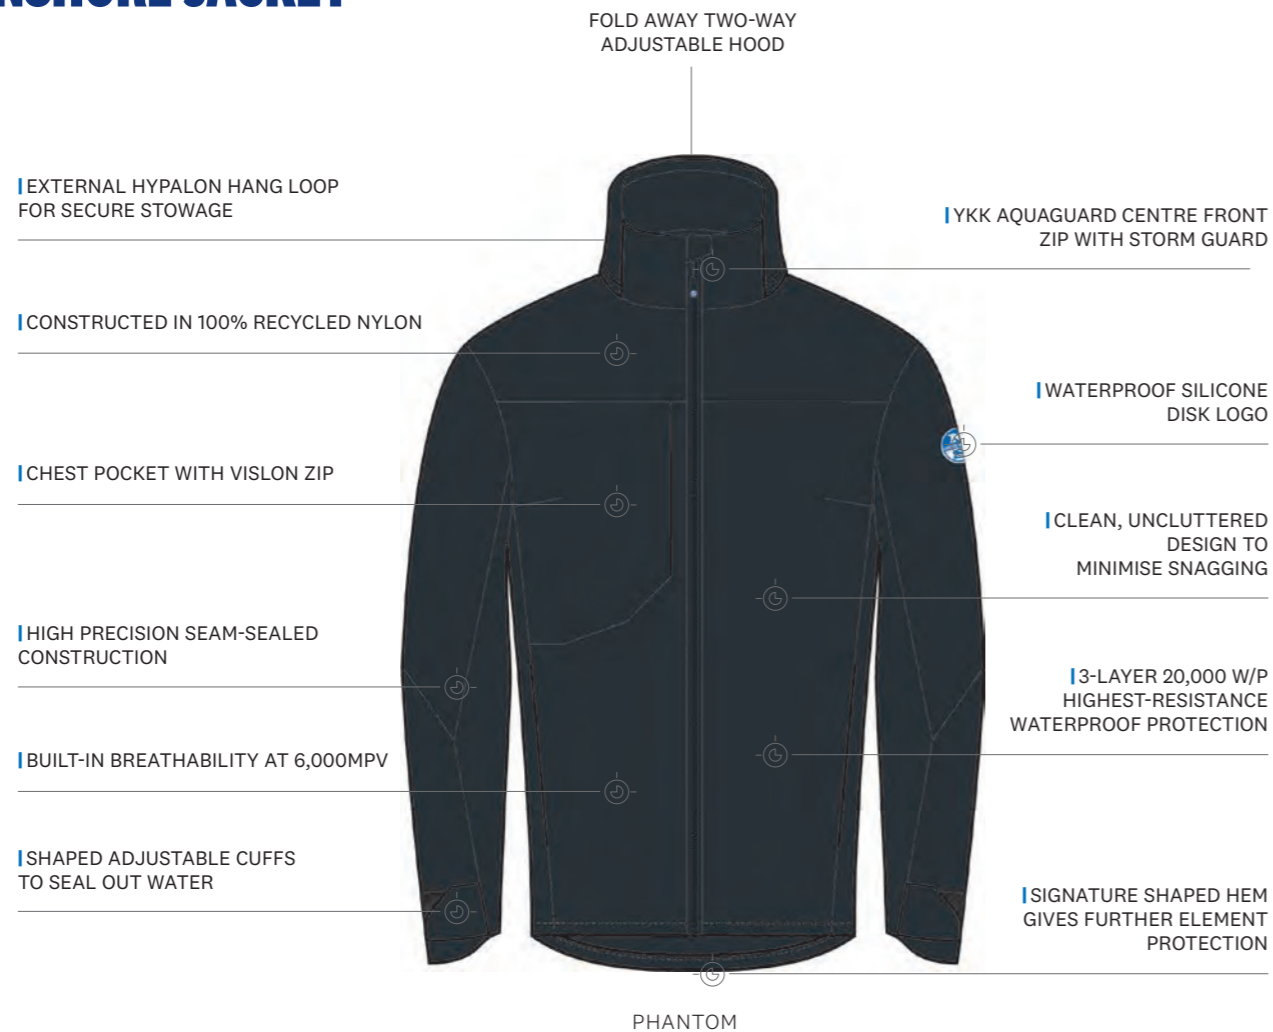 FOLD AWAY TWO-WAY
ADJUSTABLE HOOD
EXTERNAL HYPALON HANG LOOP
FOR SECURE STOWAGE
YKK AQUAGUARD CENTRE FRONT
ZIP WITH STORM GUARD
CONSTRUCTED IN 100% RECYCLED NYLON
WATERPROOF SILICONE
DISK LOGO
CHEST POCKET WITH VISLON ZIP
CLEAN, UNCLUTTERED
DESIGN TO
MINIMISE SNAGGING
HIGH PRECISION SEAM-SEALED
CONSTRUCTION
3-LAYER 20,000 W/P
HIGHEST-RESISTANCE
WATERPROOF PROTECTION
BUILT-IN BREATHABILITY AT 6,000MPV
SHAPED ADJUSTABLE CUFFS
TO SEAL OUT WATER
SIGNATURE SHAPED HEM
GIVES FURTHER ELEMENT
PROTECTION
PHANTOM